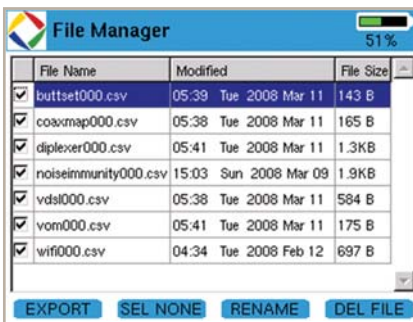 File Manager
51%
File Name Modified File Size
buttset000.csv 05:39 Tue 2008 Mar 11 143 B
coaxmap000.csv 05:38 Tue 2008 Mar 11 165 B
diplexer000.csv 05:41 Tue 2008 Mar 11 1.3KB
noiseimmunity000.csv 15:03 Sun 2008 Mar 09 1.9KB
vdsl000.csv 05:38 Tue 2008 Mar 11 584 B
vom000.csv 05:41 Tue 2008 Mar 11 175 B
wifi000.csv 04:34 Tue 2008 Feb 12 697 B
EXPORT SEL NONE RENAME DEL FILE